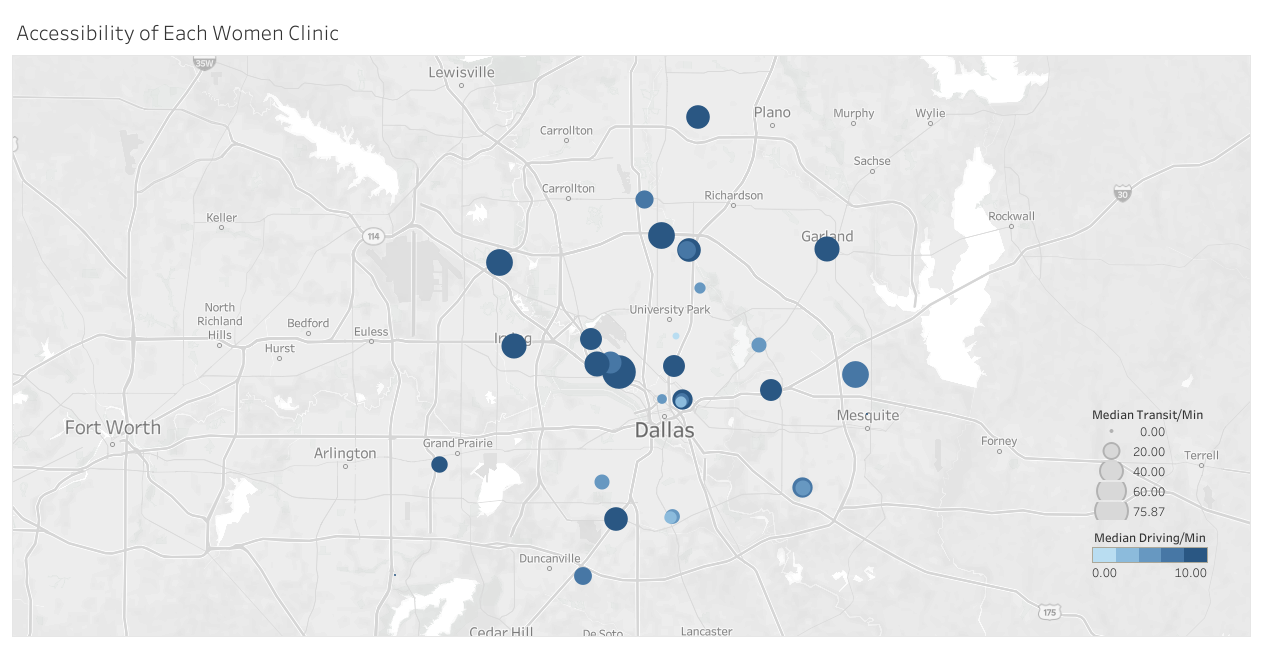 Accessibility of Each Women Clinic
35W
Lewisville
Plano
Murphy
Wylie
Carrollton
Sachse
Carrollton
Richardson
30
Keller
Rockwall
114
Garland
North
Richland
Hills
University Park
Bedford
Euless
Irving
Hurst
Fort Worth
Mesquite
Dallas
Grand Prairie
Arlington
Forney
Terrell
Median Transit/Min
0.00
20.00
40.00
60.00
75.87
Median Driving/Min
0.00 10.00
Duncanville
175
Cedar Hill
De Soto
Lancaster